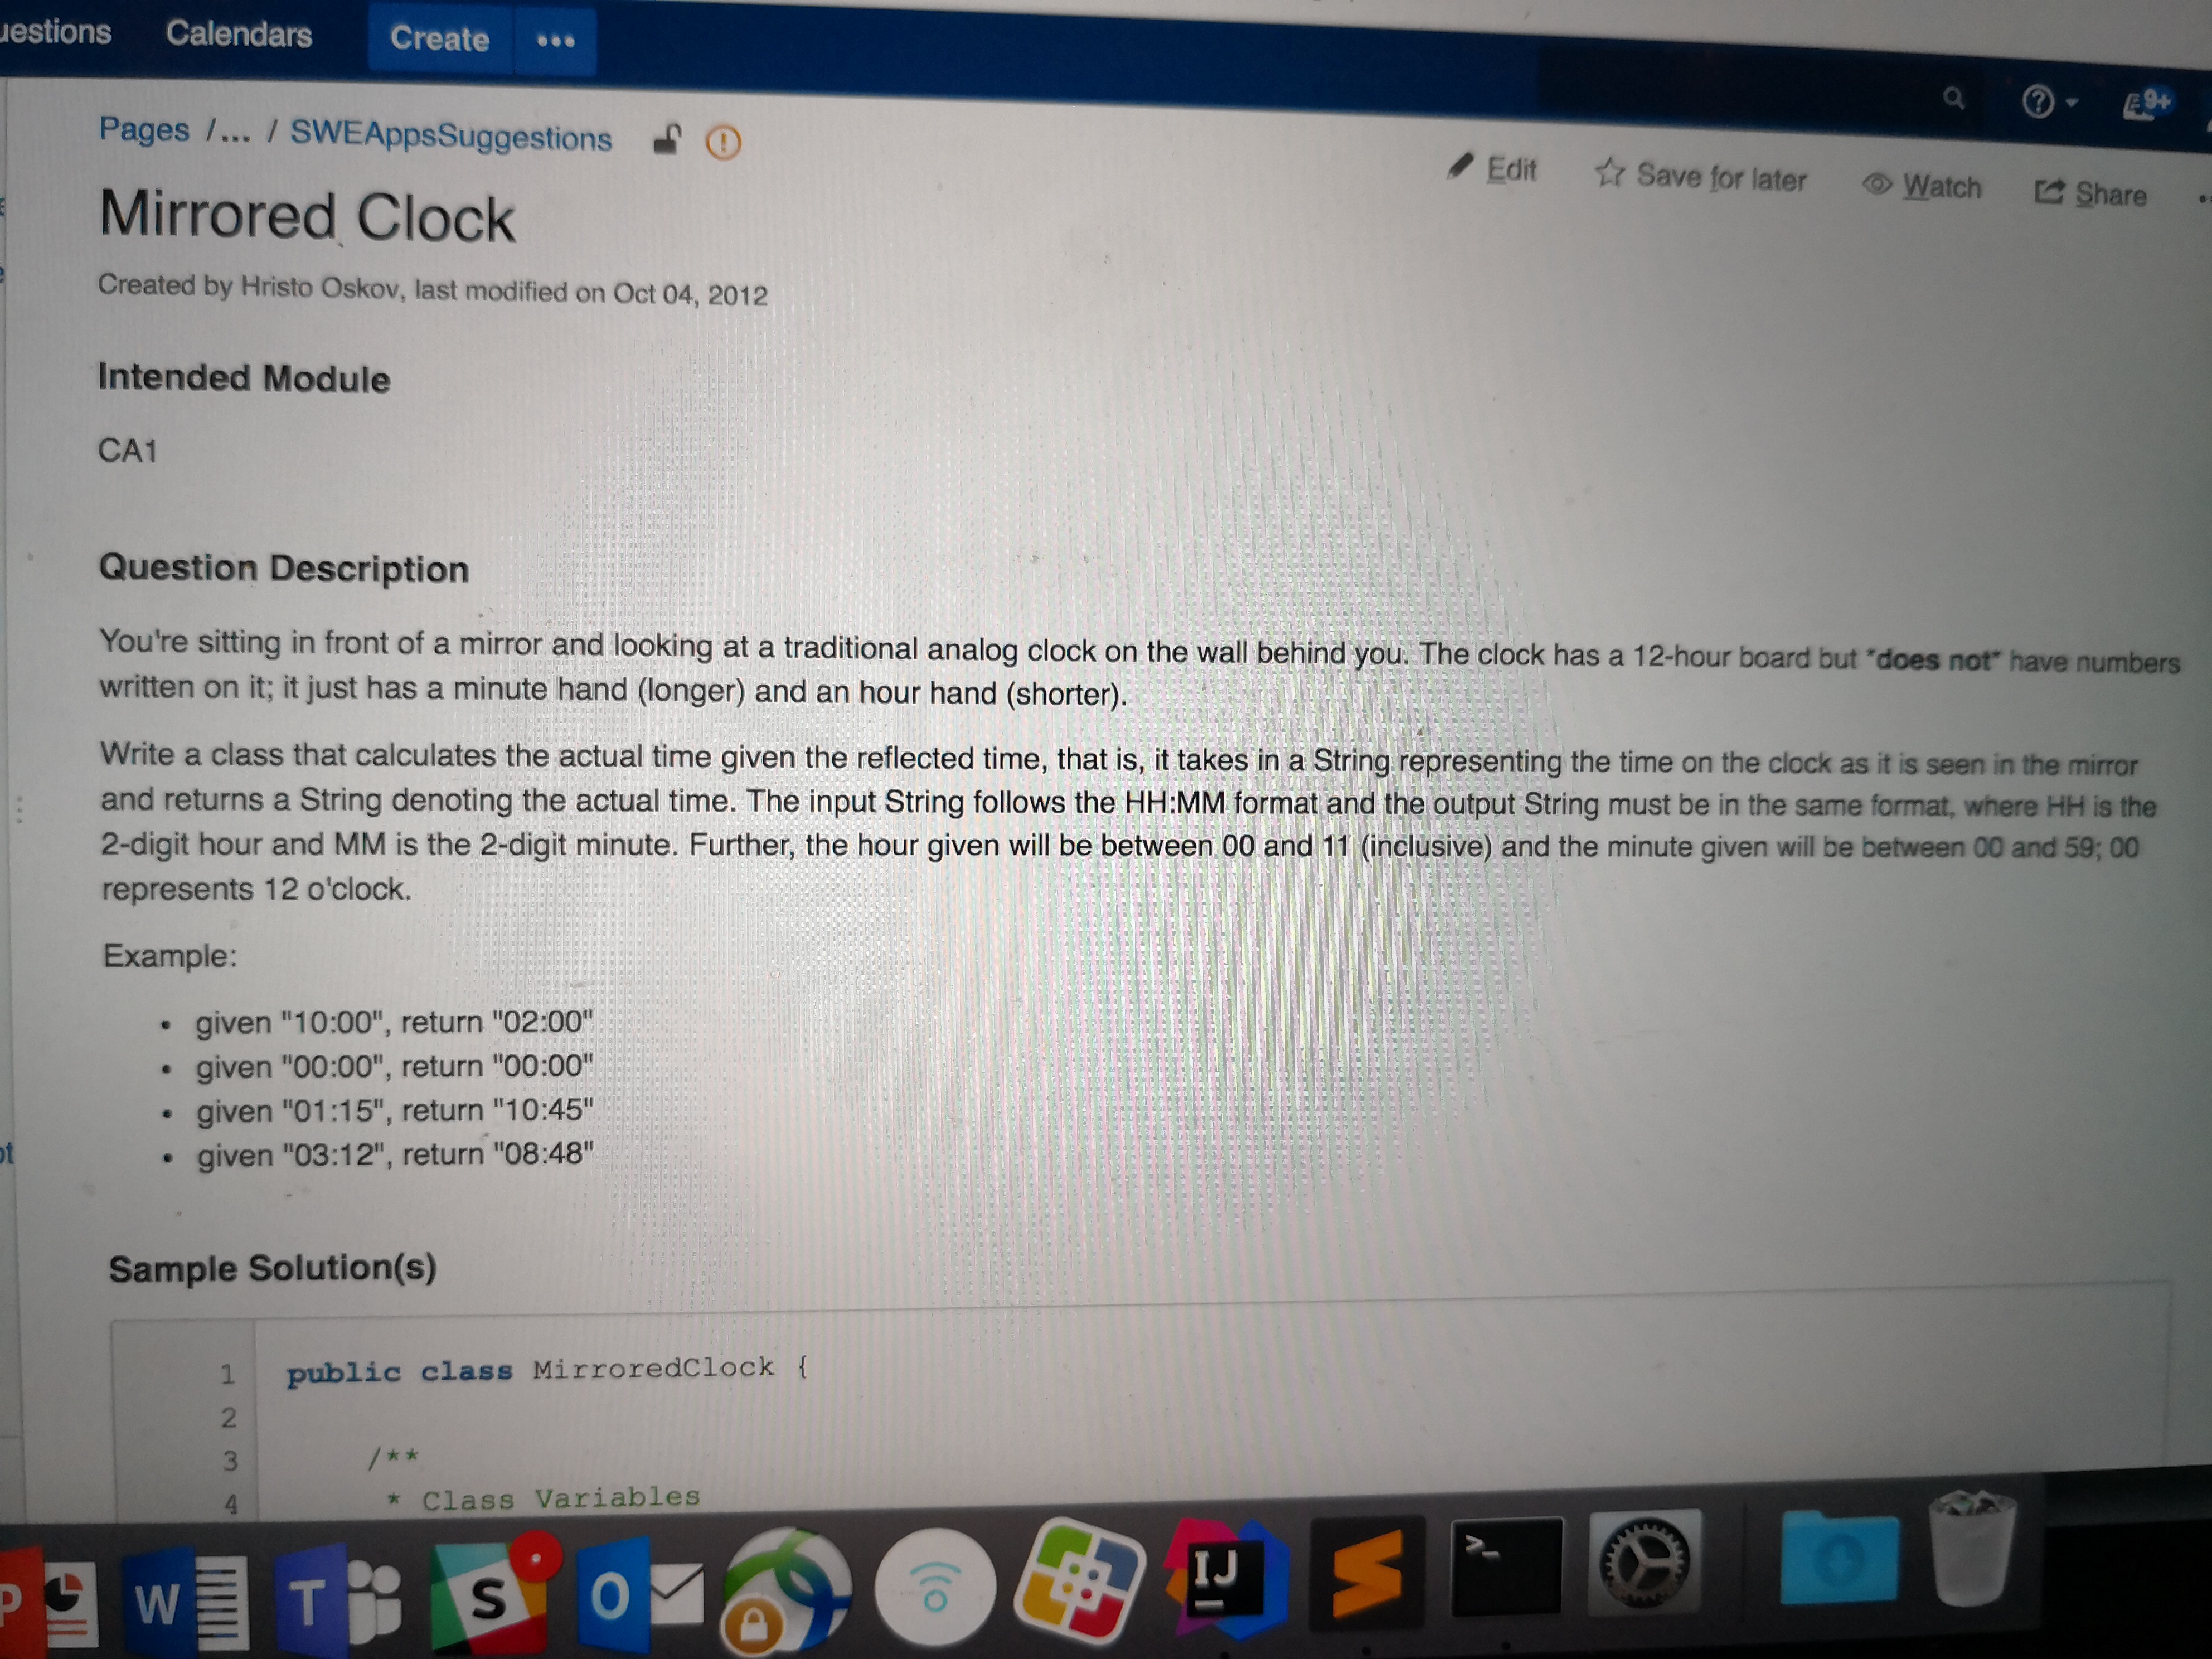 uestions Calendars Create •••
9+
Pages /... / SWEAppsSuggestions
Edit Save for later Watch Share
Mirrored Clock
Created by Hristo Oskov, last modified on Oct 04, 2012
Intended Module
CA1
Question Description
You're sitting in front of a mirror and looking at a traditional analog clock on the wall behind you. The clock has a 12-hour board but *does not* have numbers
written on it; it just has a minute hand (longer) and an hour hand (shorter).
Write a class that calculates the actual time given the reflected time, that is, it takes in a String representing the time on the clock as it is seen in the mirror
and returns a String denoting the actual time. The input String follows the HH:MM format and the output String must be in the same format, where HH is the
2-digit hour and MM is the 2-digit minute. Further, the hour given will be between 00 and 11 (inclusive) and the minute given will be between 00 and 59; 00
represents 12 o'clock.
Example:
• given "10:00", return "02:00"
• given "00:00", return "00:00"
• given "01:15", return "10:45"
• given "03:12", return "08:48"
Sample Solution(s)
1 public class MirroredClock {
2
3 /**
4 * Class Variables
P W T S O IJ >_